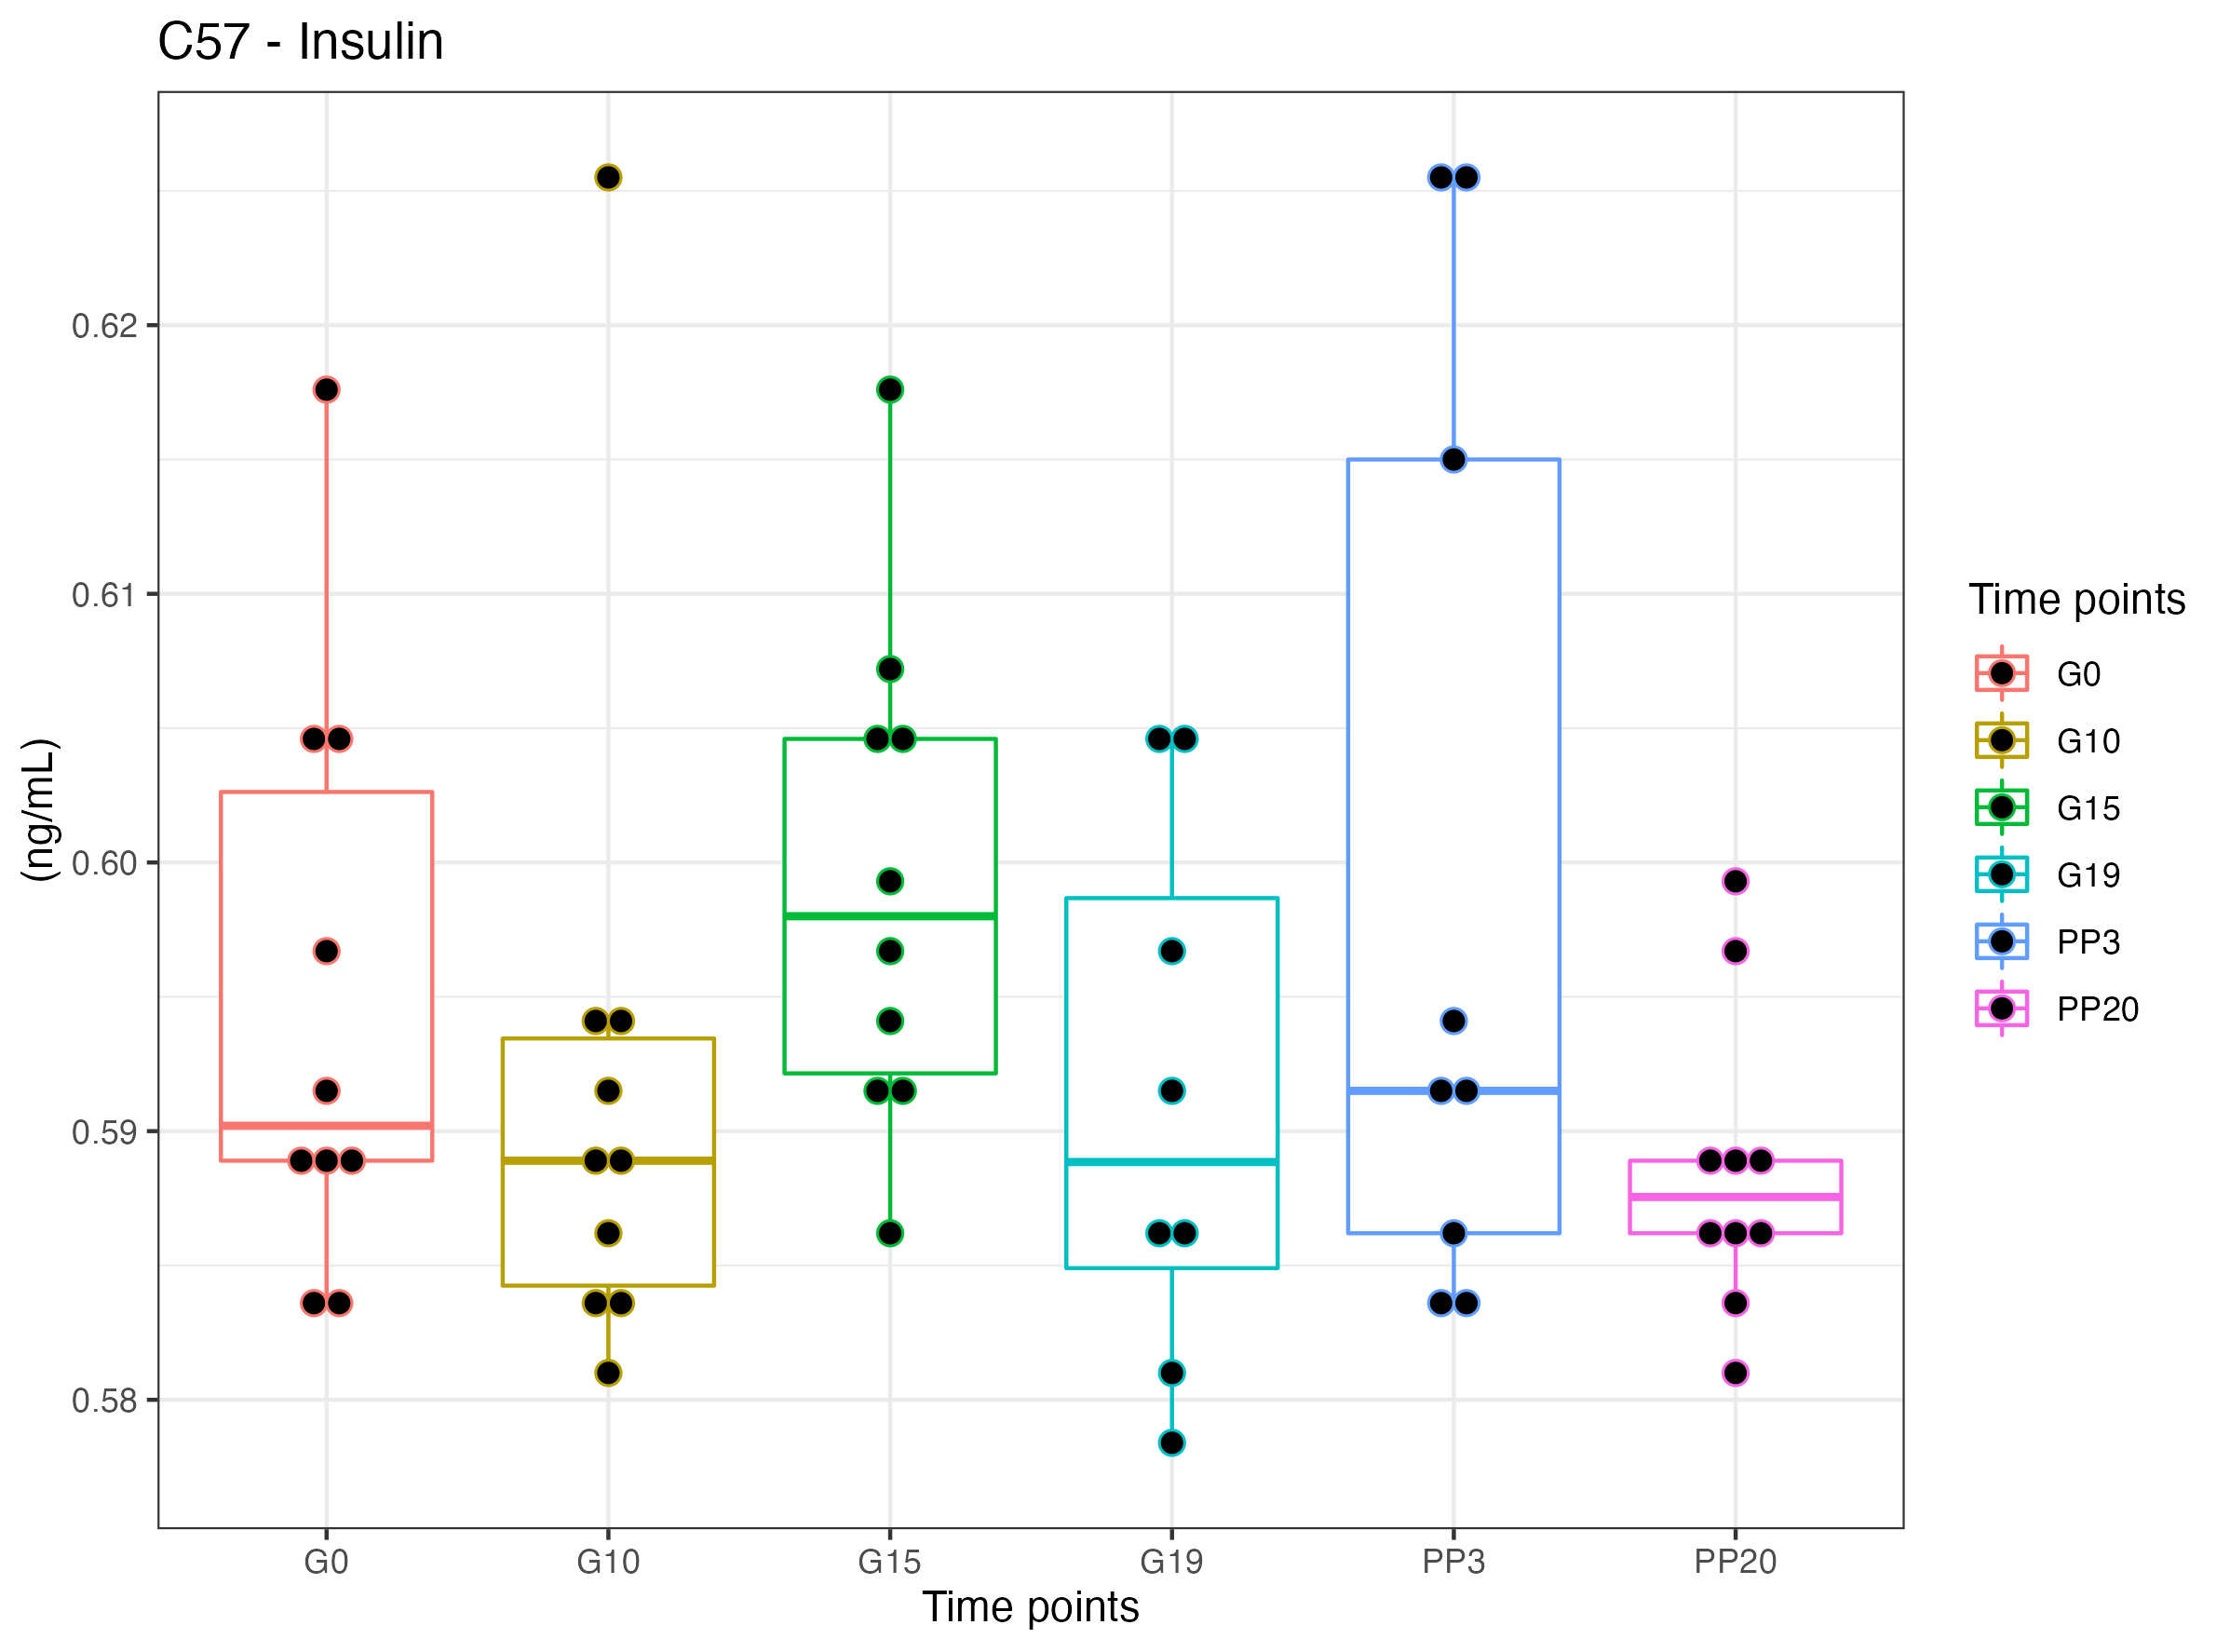 C57 - Insulin
(ng/mL)
0.62
0.61
0.60
0.59
0.58
G0 G10 G15 G19 PP3 PP20
Time points
Time points
G0
G10
G15
G19
PP3
PP20